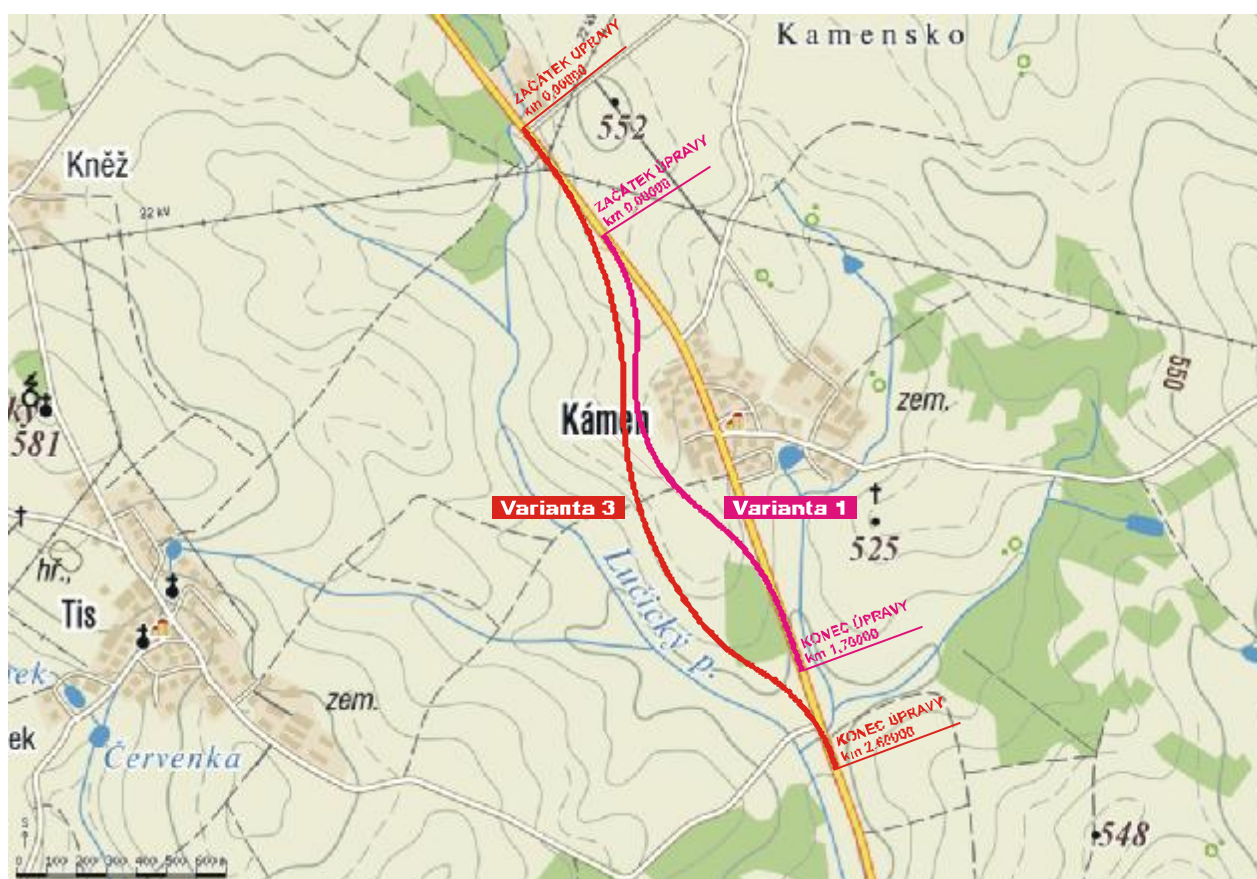 Kamensko
ZAČÁTEK ÚPRAVY
km 0,00000
552
Kněž
ZAČÁTEK ÚPRAVY
km 0,00000
22 kV
550
zem.
Kámen
581
Varianta 3
Varianta 1
525
hř.,
Lučický p.
Tis
KONEC ÚPRAVY
km 1,70000
zem.
KONEC ÚPRAVY
km 2,60000
ek
Červenka
548
S
0 100 200 300 400 500 600 m